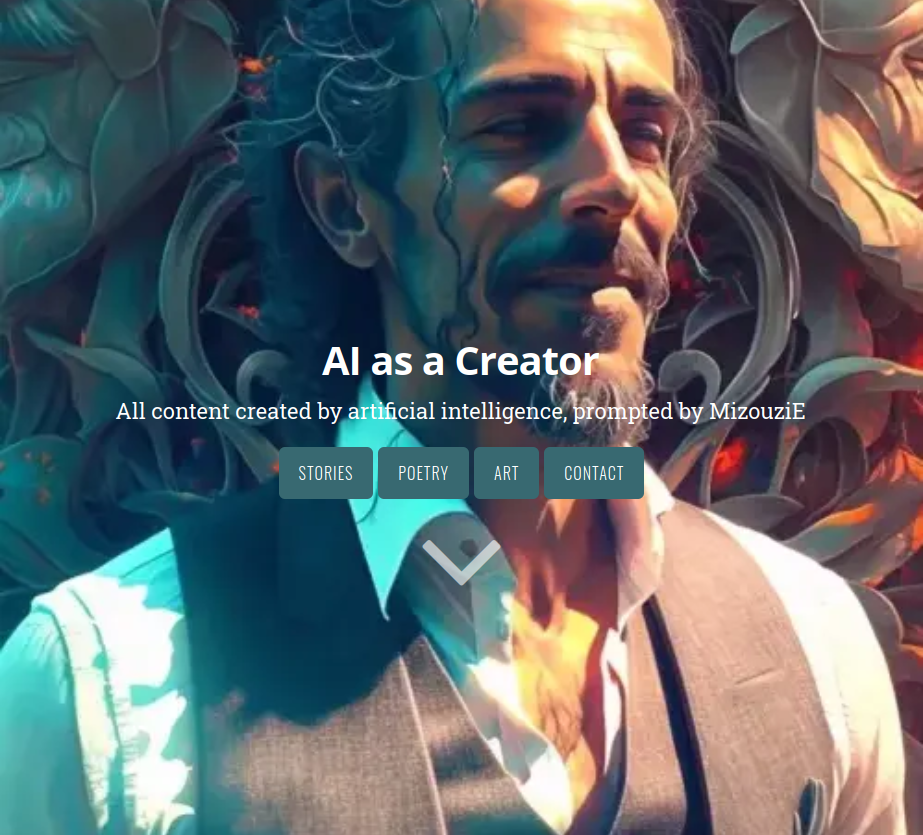 AI as a Creator
All content created by artificial intelligence, prompted by MizouziE
STORIES POETRY ART CONTACT